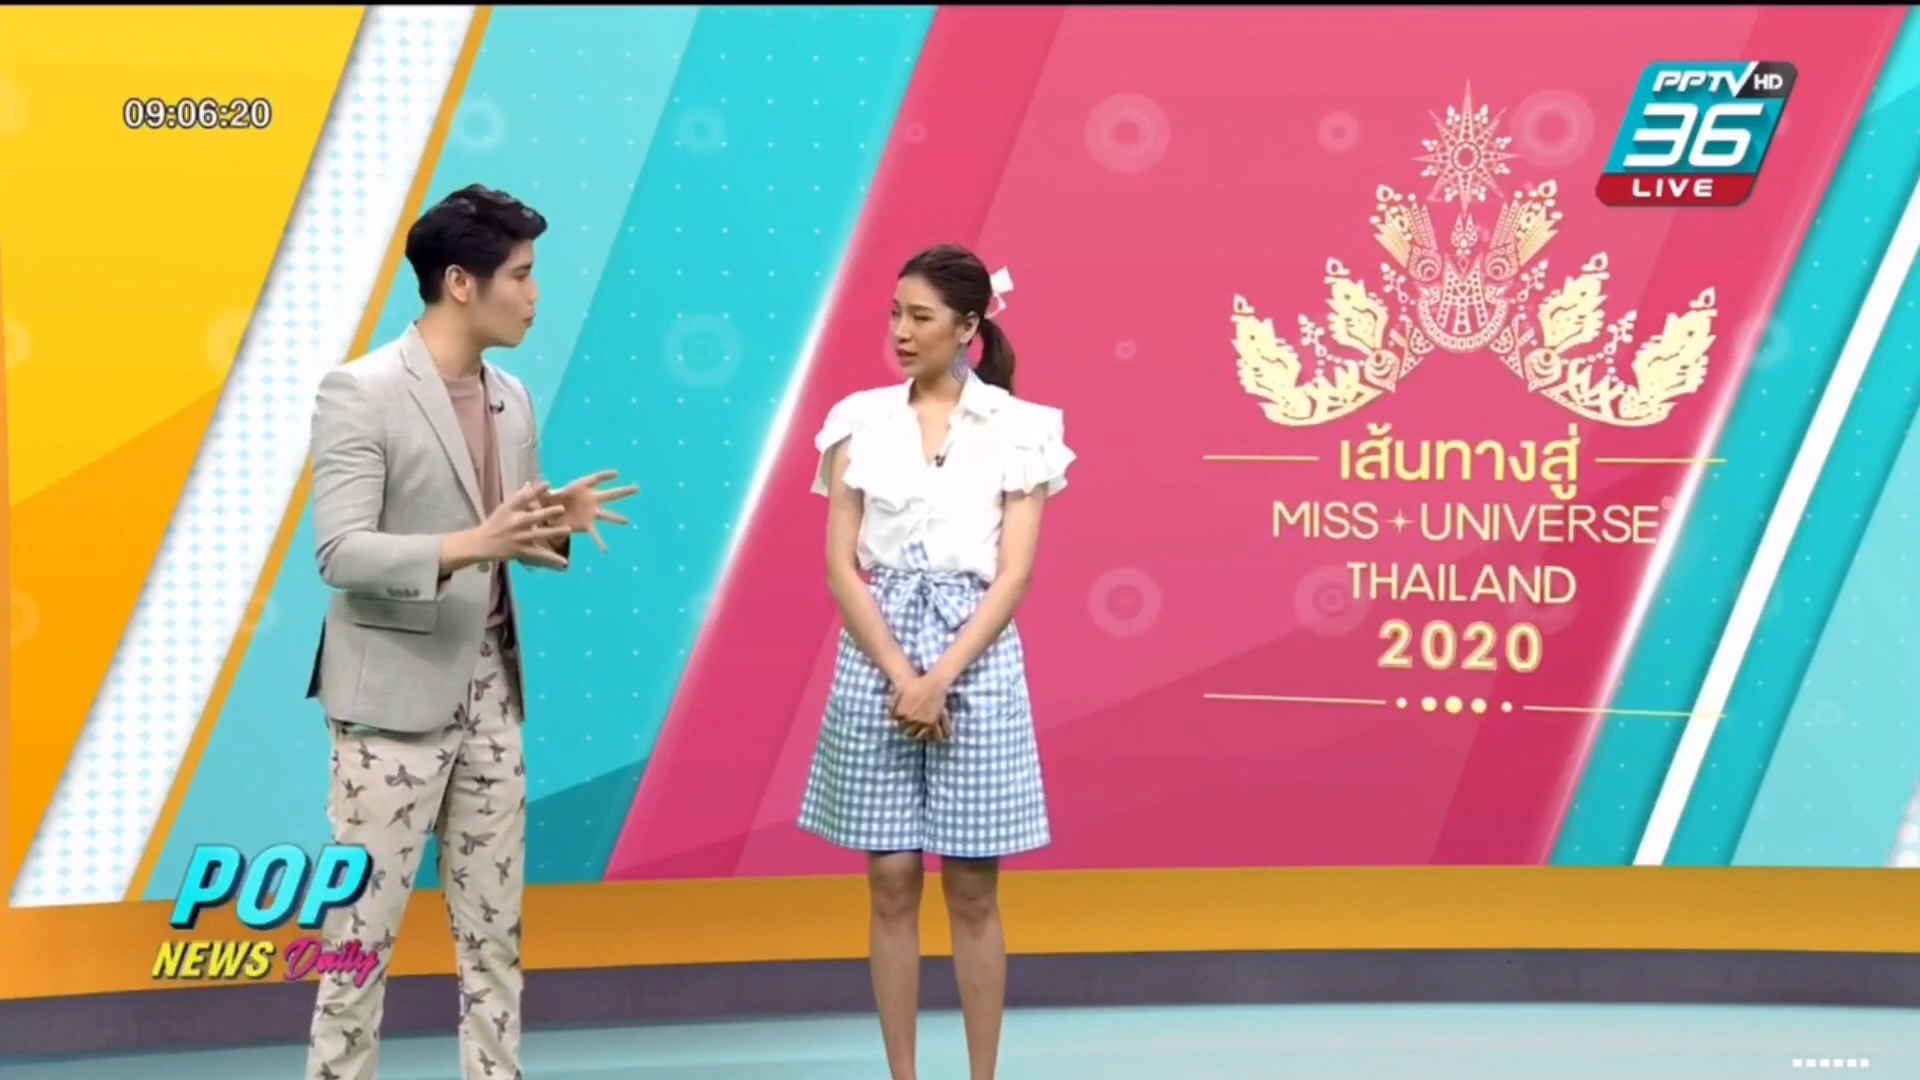 09:06:20
PPTV HD
36
LIVE
เส้นทางสู่
MISS UNIVERSE
THAILAND
2020
POP
NEWS Daily